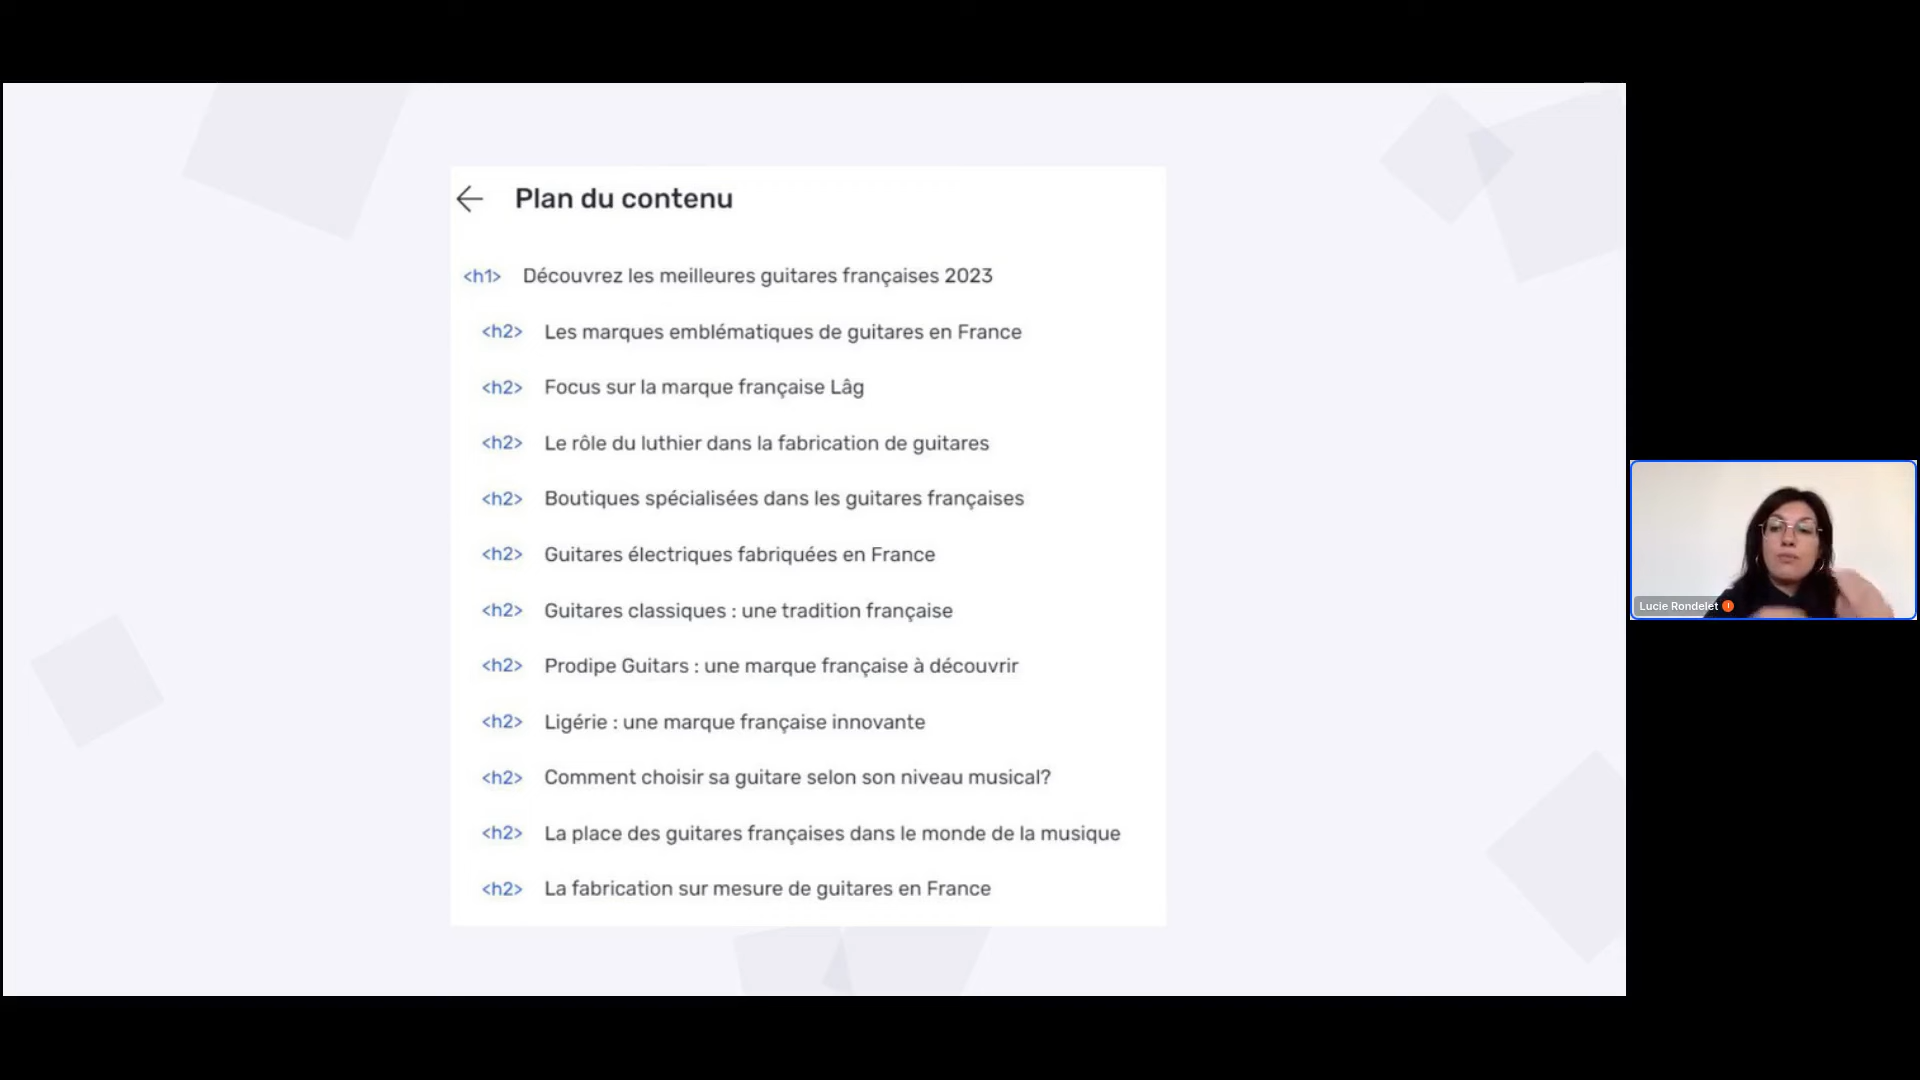 Plan du contenu
<h1> Découvrez les meilleures guitares françaises 2023
<h2> Les marques emblématiques de guitares en France
<h2> Focus sur la marque française Lâg
<h2> Le rôle du luthier dans la fabrication de guitares
<h2> Boutiques spécialisées dans les guitares françaises
<h2> Guitares électriques fabriquées en France
<h2> Guitares classiques : une tradition française
<h2> Prodipe Guitars : une marque française à découvrir
<h2> Ligérie : une marque française innovante
<h2> Comment choisir sa guitare selon son niveau musical?
<h2> La place des guitares françaises dans le monde de la musique
<h2> La fabrication sur mesure de guitares en France
Lucie Rondelet